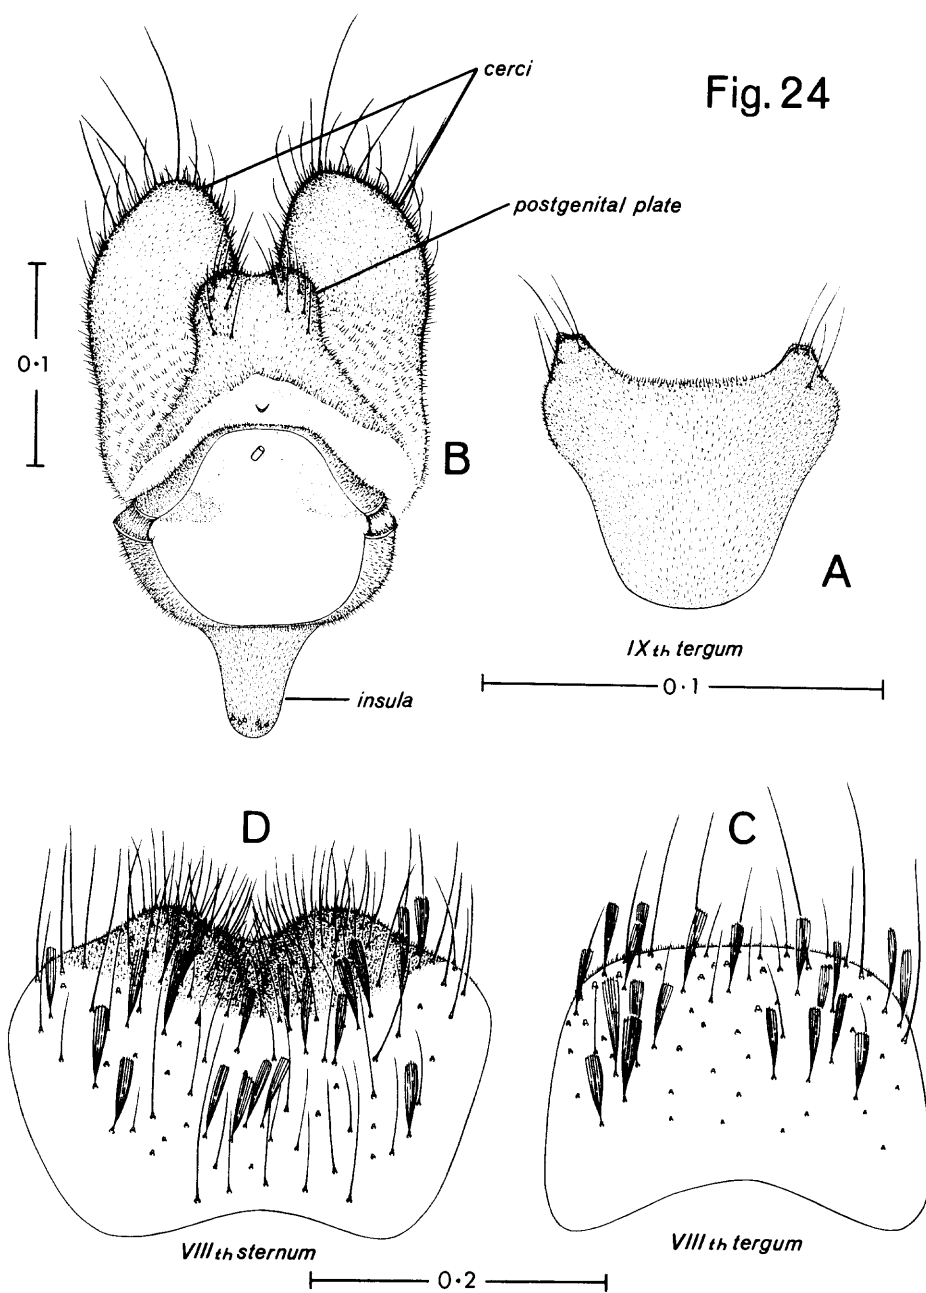 cerci
Fig. 24
postgenital plate
0·1
B
A
IXth tergum
0·1
insula
D
C
VIIIth sternum
VIIIth tergum
0·2